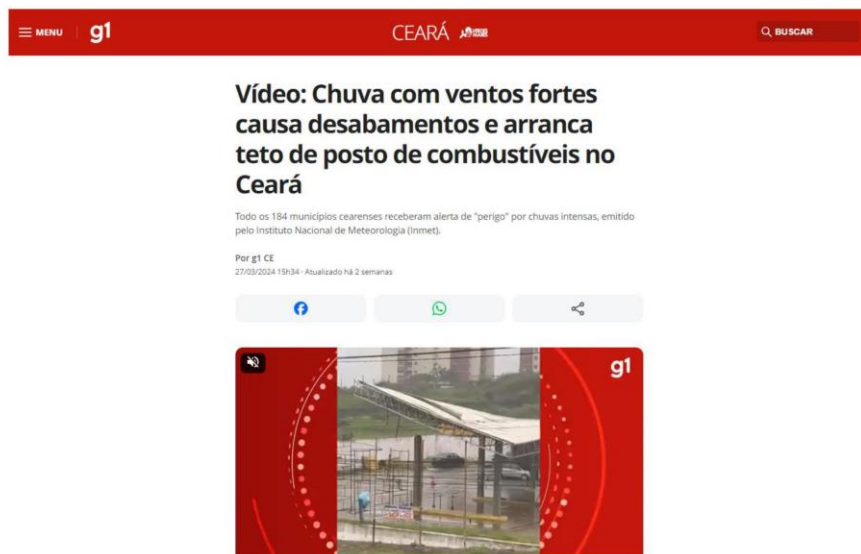 MENU
g1
CEARÁ
BUSCAR
Vídeo: Chuva com ventos fortes
causa desabamentos e arranca
teto de posto de combustíveis no
Ceará
Todo os 184 municípios cearenses receberam alerta de "perigo" por chuvas intensas, emitido
pelo Instituto Nacional de Meteorologia (Inmet).
Por g1 CE
27/03/2024 15h34 · Atualizado há 2 semanas
g1